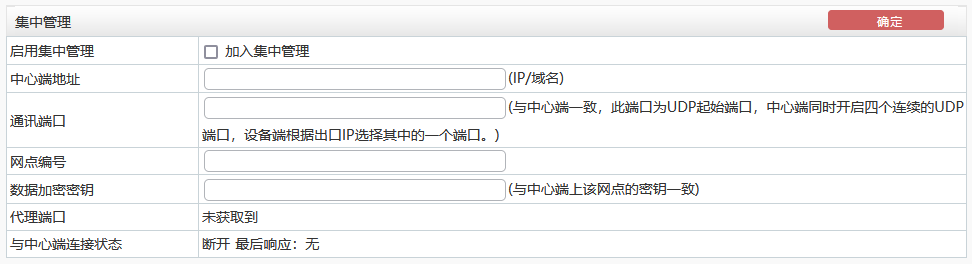 集中管理 确定
启用集中管理 加入集中管理
中心端地址 (IP/域名)
通讯端口 (与中心端一致，此端口为UDP起始端口，中心端同时开启四个连续的UDP
端口，设备端根据出口IP选择其中的一个端口。)
网点编号
数据加密密钥 (与中心端上该网点的密钥一致)
代理端口 未获取到
与中心端连接状态 断开 最后响应：无